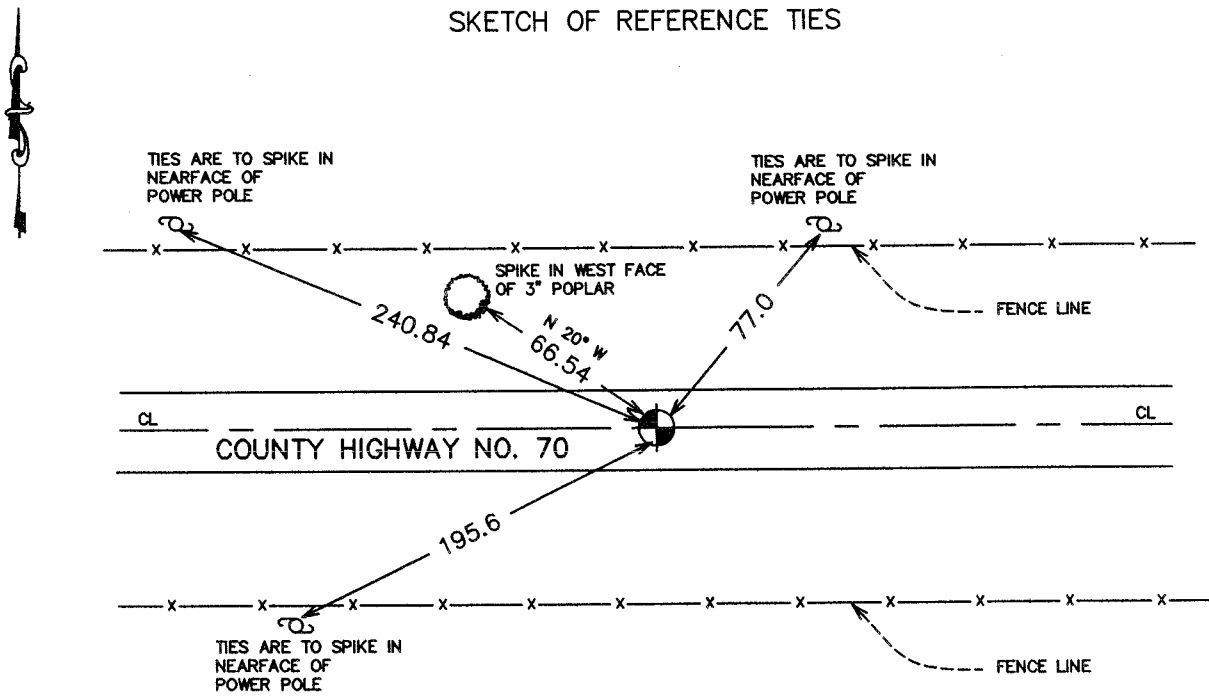 SKETCH OF REFERENCE TIES
TIES ARE TO SPIKE IN
NEARFACE OF
POWER POLE
TIES ARE TO SPIKE IN
NEARFACE OF
POWER POLE
SPIKE IN WEST FACE
OF 3" POPLAR
FENCE LINE
240.84
N 20° W
66.54
77.0
CL
CL
COUNTY HIGHWAY NO. 70
195.6
TIES ARE TO SPIKE IN
NEARFACE OF
POWER POLE
FENCE LINE